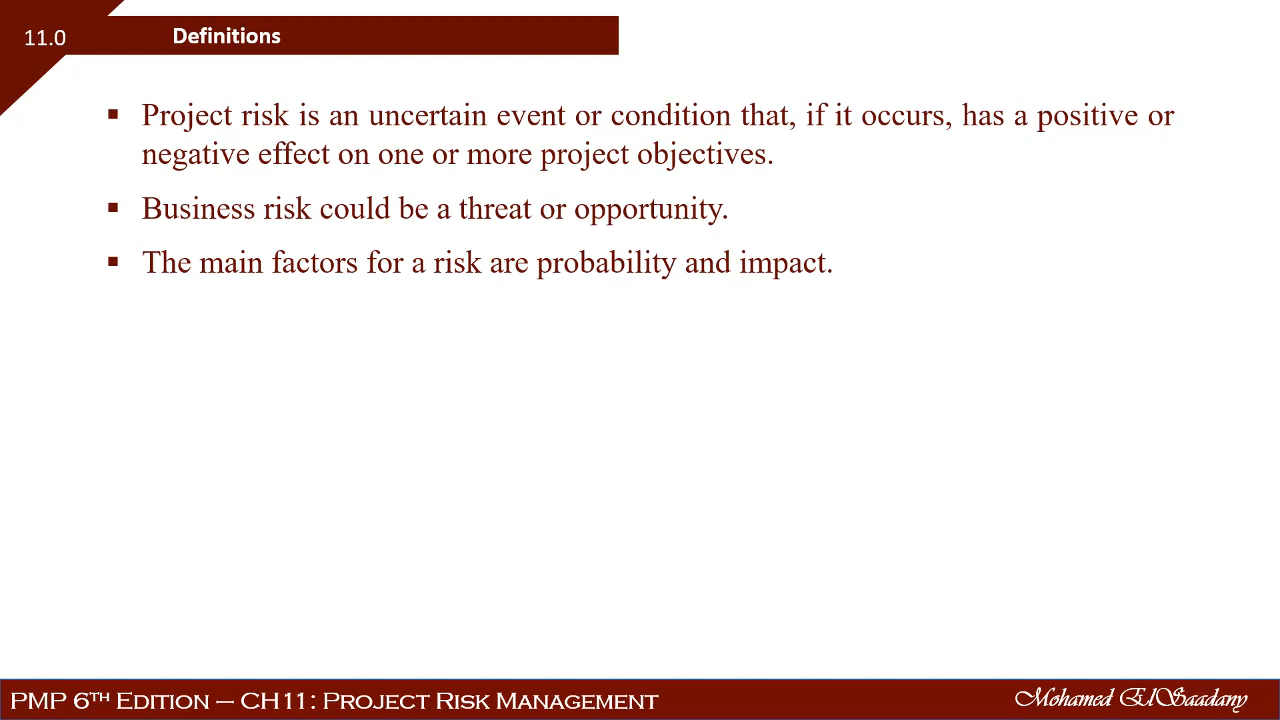 11.0
Definitions
▪ Project risk is an uncertain event or condition that, if it occurs, has a positive or
negative effect on one or more project objectives.
▪ Business risk could be a threat or opportunity.
▪ The main factors for a risk are probability and impact.
PMP 6TH Edition – CH11: Project Risk Management
Mohamed ElSaadany